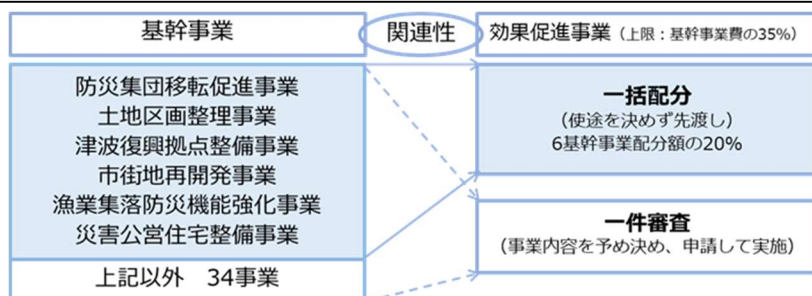 基幹事業
関連性
効果促進事業（上限：基幹事業費の35%）
防災集団移転促進事業
土地区画整理事業
津波復興拠点整備事業
市街地再開発事業
漁業集落防災機能強化事業
災害公営住宅整備事業
上記以外　34事業
一括配分
（使途を決めず先渡し）
6基幹事業配分額の20%
一件審査
（事業内容を予め決め、申請して実施）